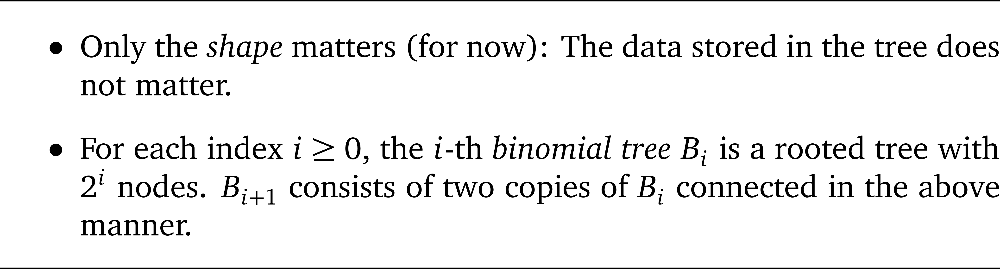 • Only the shape matters (for now): The data stored in the tree does
not matter.
• For each index i ≥ 0, the i-th binomial tree B_i is a rooted tree with
2^i nodes. B_{i+1} consists of two copies of B_i connected in the above
manner.